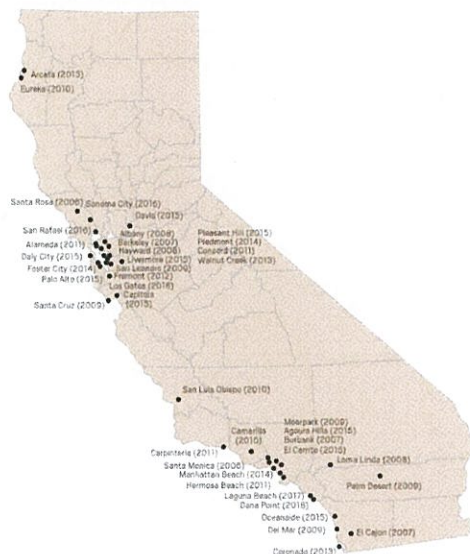 Arcata (2013)
Eureka (2010)
Santa Rosa (2006)
Sonoma City (2016)
Davis (2015)
San Rafael (2016)
Albany (2008)
Pleasant Hill (2015)
Alameda (2011)
Berkeley (2007)
Piedmont (2014)
Hayward (2008)
Concord (2011)
Daly City (2015)
Livermore (2015)
Walnut Creek (2013)
Foster City (2014)
San Leandro (2009)
Palo Alto (2015)
Fremont (2012)
Los Gatos (2016)
Santa Cruz (2009)
Capitola
(2015)
San Luis Obispo (2010)
Moorpark (2009)
Camarillo
(2010)
Agoura Hills (2016)
Burbank (2007)
El Cerrito (2015)
Carpinteria (2011)
Loma Linda (2008)
Santa Monica (2006)
Manhattan Beach (2014)
Palm Desert (2009)
Hermosa Beach (2011)
Laguna Beach (2017)
Dana Point (2016)
Oceanside (2015)
Del Mar (2009)
El Cajon (2007)
Coronado (2013)